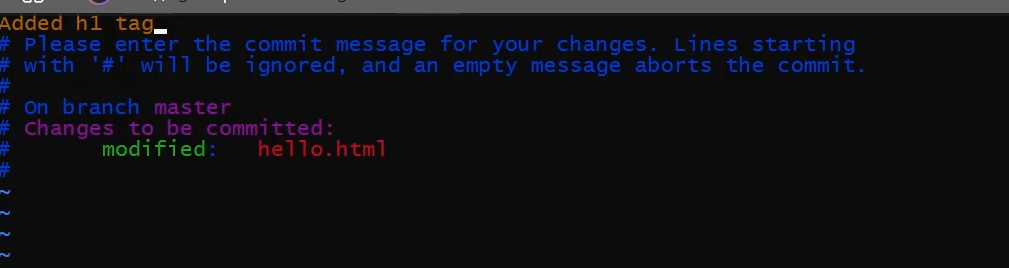 Added h1 tag
# Please enter the commit message for your changes. Lines starting
# with '#' will be ignored, and an empty message aborts the commit.
#
# On branch master
# Changes to be committed:
#       modified:   hello.html
#
~
~
~
~